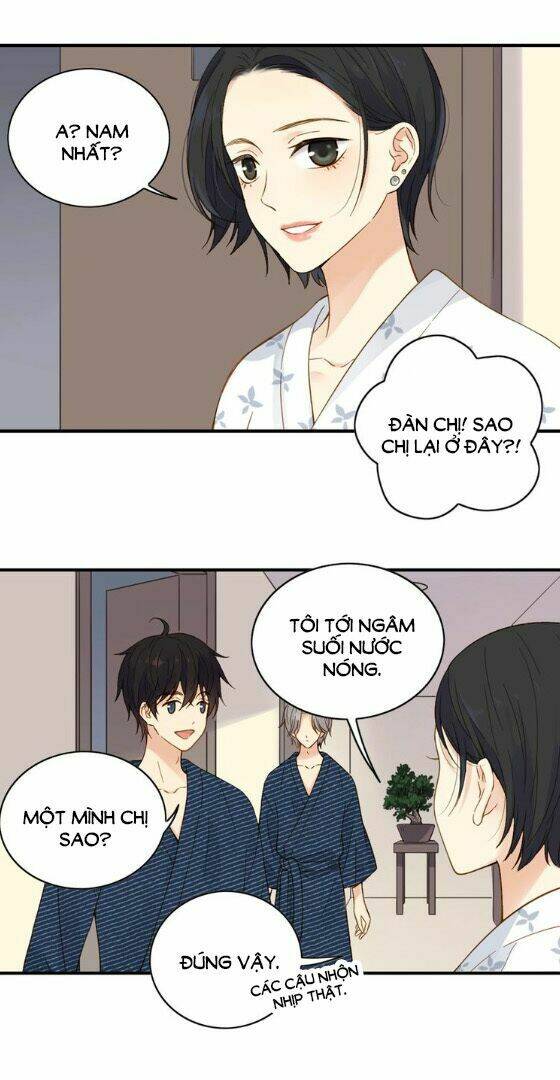 A? NAM
NHẤT?
ĐÀN CHỊ! SAO
CHỊ LẠI Ở ĐÂY?!
TÔI TỚI NGÂM
SUỐI NƯỚC
NÓNG.
MỘT MÌNH CHỊ
SAO?
ĐÚNG VẬY.
CÁC CẬU NHỘN
NHỊP THẬT.